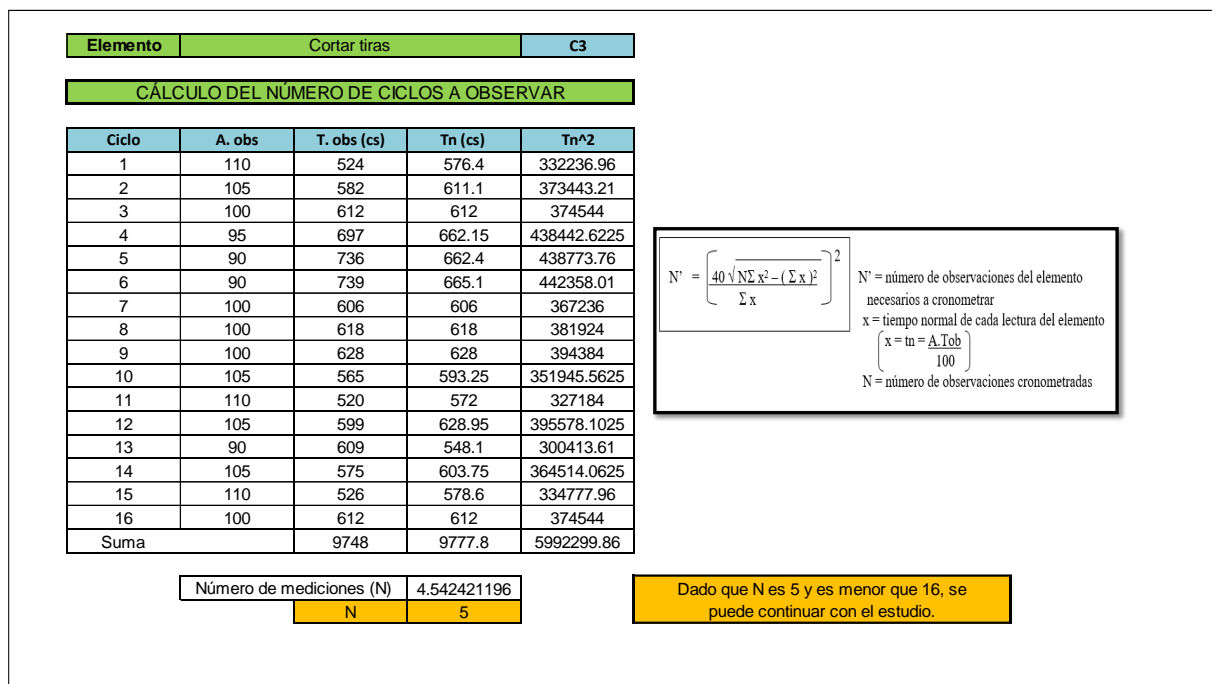 Elemento Cortar tiras C3
CÁLCULO DEL NÚMERO DE CICLOS A OBSERVAR
Ciclo A. obs T. obs (cs) Tn (cs) Tn^2
1 110 524 576.4 332236.96
2 105 582 611.1 373443.21
3 100 612 612 374544
4 95 697 662.15 438442.6225
5 90 736 662.4 438773.76
6 90 739 665.1 442358.01
7 100 606 606 367236
8 100 618 618 381924
9 100 628 628 394384
10 105 565 593.25 351945.5625
11 110 520 572 327184
12 105 599 628.95 395578.1025
13 90 609 548.1 300413.61
14 105 575 603.75 364514.0625
15 110 526 578.6 334777.96
16 100 612 612 374544
Suma 9748 9777.8 5992299.86
N' = (40 √NΣ x² – ( Σ x )² / Σ x)²
N' = número de observaciones del elemento
necesarios a cronometrar
x = tiempo normal de cada lectura del elemento
(x = tn = A.Tob / 100)
N = número de observaciones cronometradas
Número de mediciones (N) 4.542421196
N 5
Dado que N es 5 y es menor que 16, se
puede continuar con el estudio.